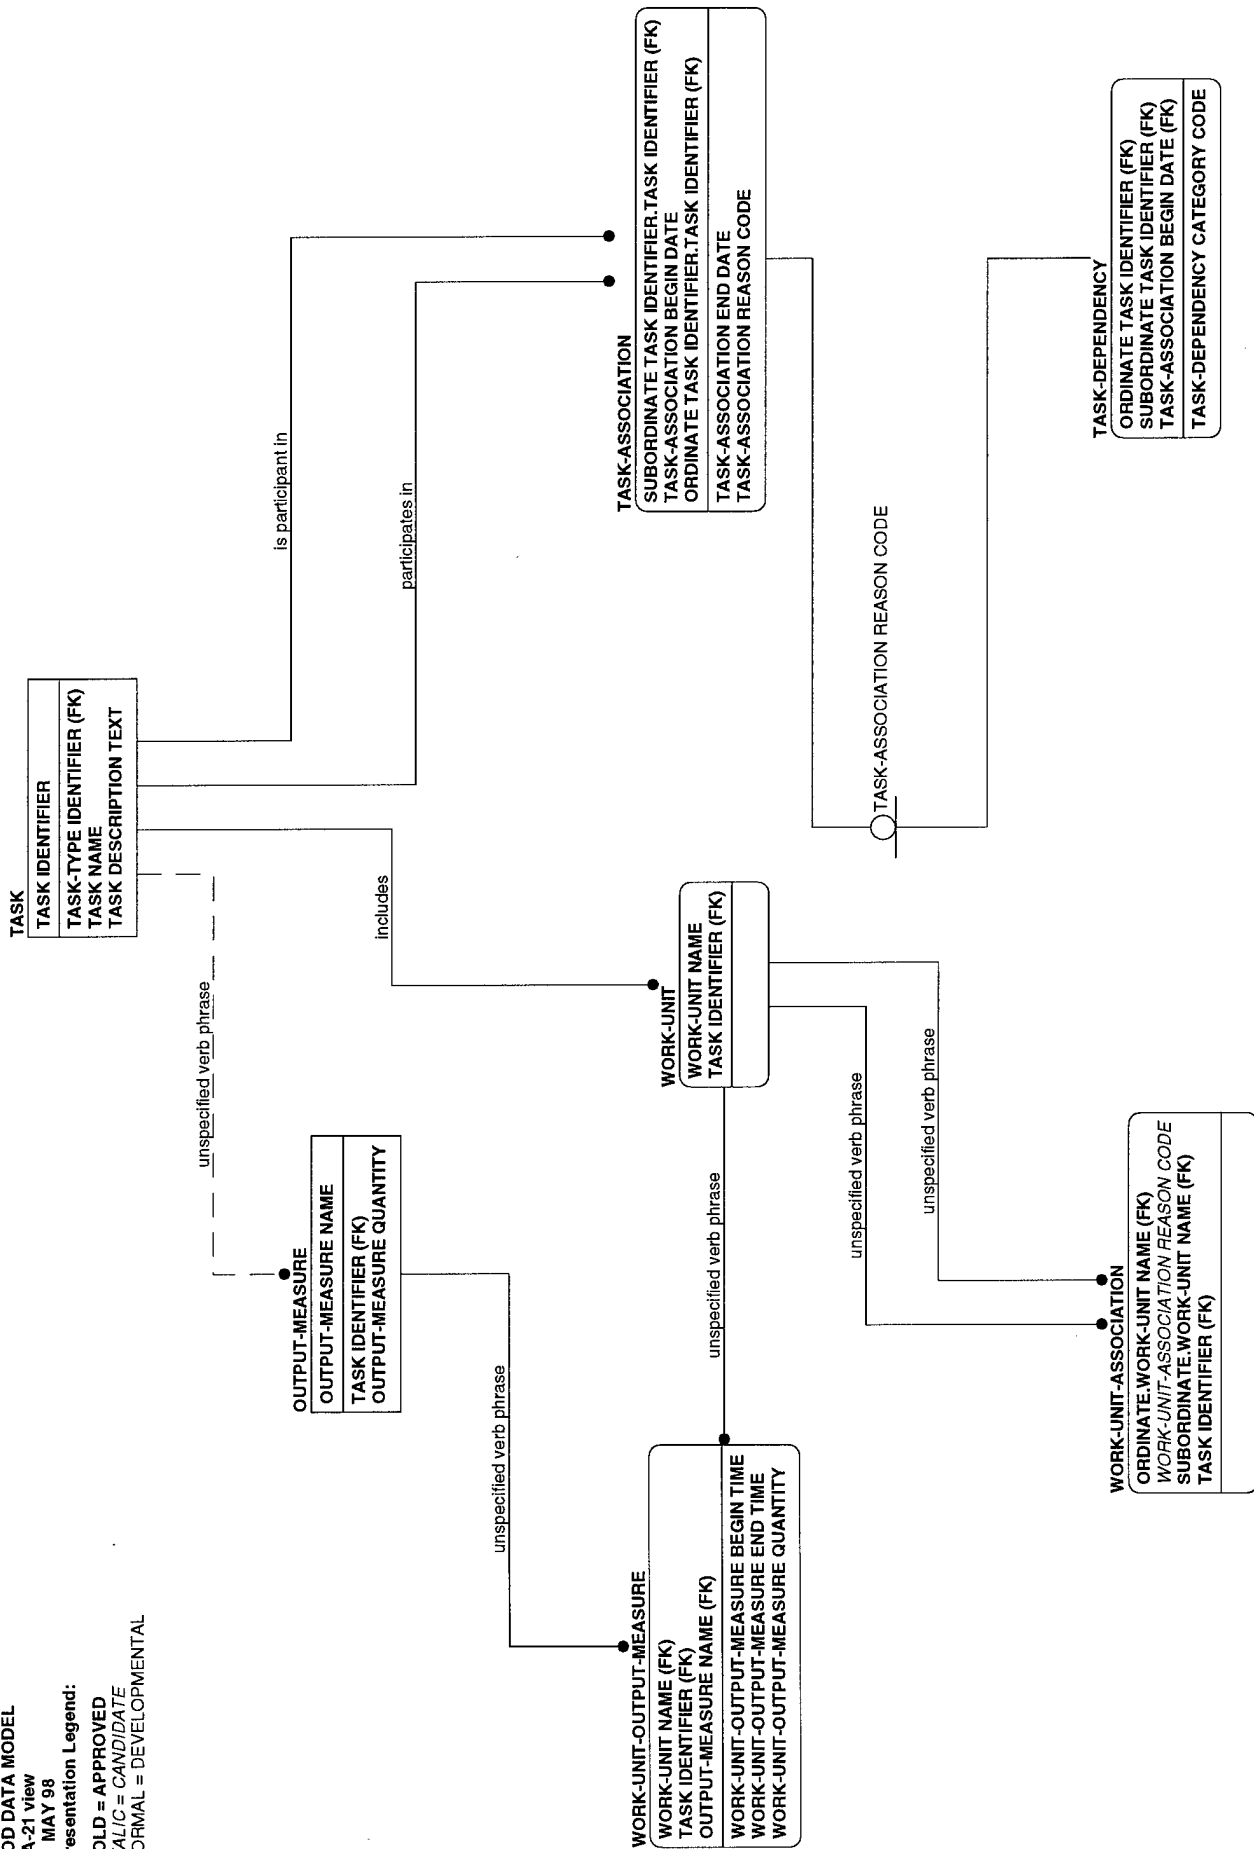 OD DATA MODEL
A-21 view
MAY 98
esentation Legend:
OLD = APPROVED
ALIC = CANDIDATE
ORMAL = DEVELOPMENTAL
TASK
TASK IDENTIFIER
TASK-TYPE IDENTIFIER (FK)
TASK NAME
TASK DESCRIPTION TEXT
unspecified verb phrase
includes
participates in
is participant in
OUTPUT-MEASURE
OUTPUT-MEASURE NAME
TASK IDENTIFIER (FK)
OUTPUT-MEASURE QUANTITY
unspecified verb phrase
WORK-UNIT-OUTPUT-MEASURE
WORK-UNIT NAME (FK)
TASK IDENTIFIER (FK)
OUTPUT-MEASURE NAME (FK)
WORK-UNIT-OUTPUT-MEASURE BEGIN TIME
WORK-UNIT-OUTPUT-MEASURE END TIME
WORK-UNIT-OUTPUT-MEASURE QUANTITY
unspecified verb phrase
WORK-UNIT
WORK-UNIT NAME
TASK IDENTIFIER (FK)
TASK-ASSOCIATION
SUBORDINATE TASK IDENTIFIER.TASK IDENTIFIER (FK)
TASK-ASSOCIATION BEGIN DATE
ORDINATE TASK IDENTIFIER.TASK IDENTIFIER (FK)
TASK-ASSOCIATION END DATE
TASK-ASSOCIATION REASON CODE
unspecified verb phrase
unspecified verb phrase
TASK-ASSOCIATION REASON CODE
WORK-UNIT-ASSOCIATION
ORDINATE.WORK-UNIT NAME (FK)
WORK-UNIT-ASSOCIATION REASON CODE
SUBORDINATE.WORK-UNIT NAME (FK)
TASK IDENTIFIER (FK)
TASK-DEPENDENCY
ORDINATE TASK IDENTIFIER (FK)
SUBORDINATE TASK IDENTIFIER (FK)
TASK-ASSOCIATION BEGIN DATE (FK)
TASK-DEPENDENCY CATEGORY CODE